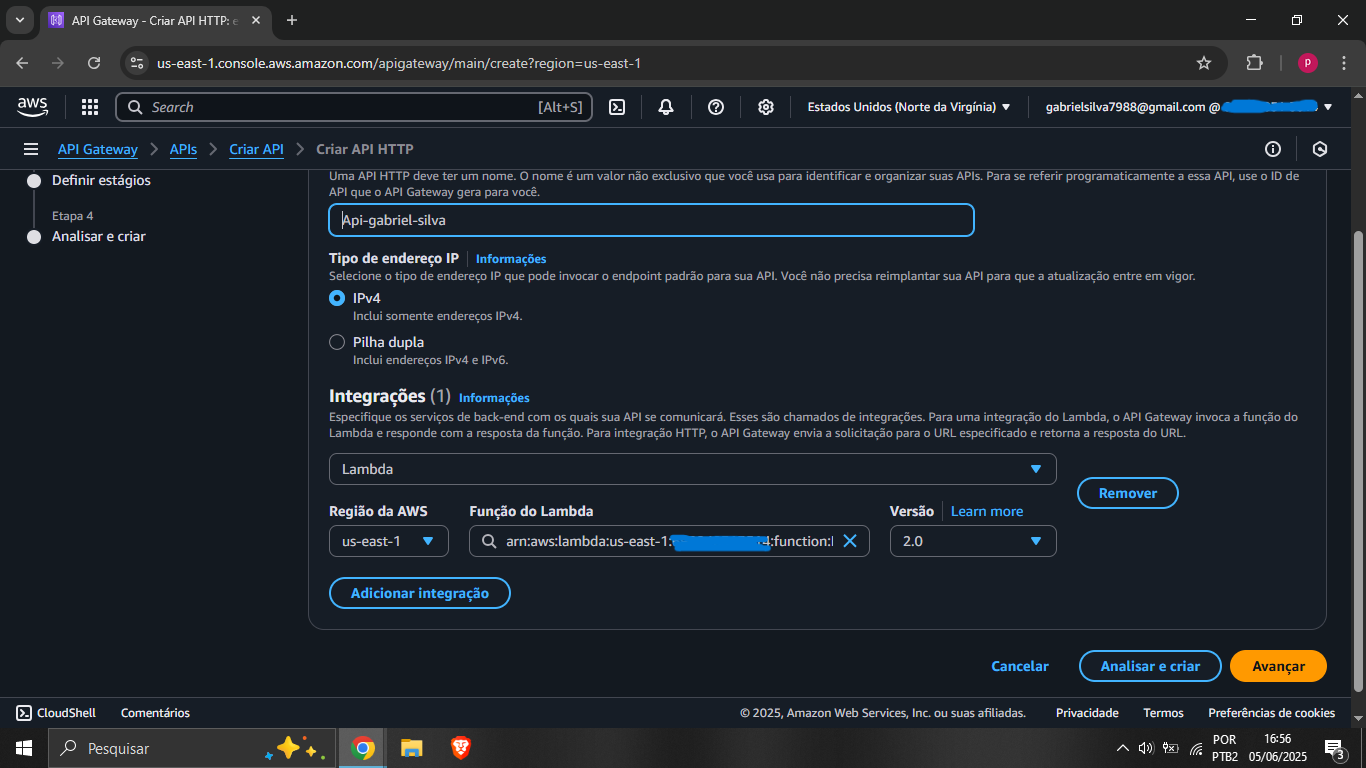 API Gateway - Criar API HTTP: e
us-east-1.console.aws.amazon.com/apigateway/main/create?region=us-east-1
P
aws
Search
[Alt+S]
Estados Unidos (Norte da Virgínia)
gabrielsilva7988@gmail.com @
API Gateway
APIs
Criar API
Criar API HTTP
Definir estágios
Etapa 4
Analisar e criar
Uma API HTTP deve ter um nome. O nome é um valor não exclusivo que você usa para identificar e organizar suas APIs. Para se referir programaticamente a essa API, use o ID de
API que o API Gateway gera para você.
Api-gabriel-silva
Tipo de endereço IP
Informações
Selecione o tipo de endereço IP que pode invocar o endpoint padrão para sua API. Você não precisa reimplantar sua API para que a atualização entre em vigor.
IPv4
Inclui somente endereços IPv4.
Pilha dupla
Inclui endereços IPv4 e IPv6.
Integrações (1)
Informações
Especifique os serviços de back-end com os quais sua API se comunicará. Esses são chamados de integrações. Para uma integração do Lambda, o API Gateway invoca a função do
Lambda e responde com a resposta da função. Para integração HTTP, o API Gateway envia a solicitação para o URL especificado e retorna a resposta do URL.
Lambda
Remover
Região da AWS
Função do Lambda
Versão
Learn more
us-east-1
arn:aws:lambda:us-east-1: 4:function:
2.0
Adicionar integração
Cancelar
Analisar e criar
Avançar
CloudShell
Comentários
© 2025, Amazon Web Services, Inc. ou suas afiliadas.
Privacidade
Termos
Preferências de cookies
Pesquisar
POR
PTB2
16:56
05/06/2025
3